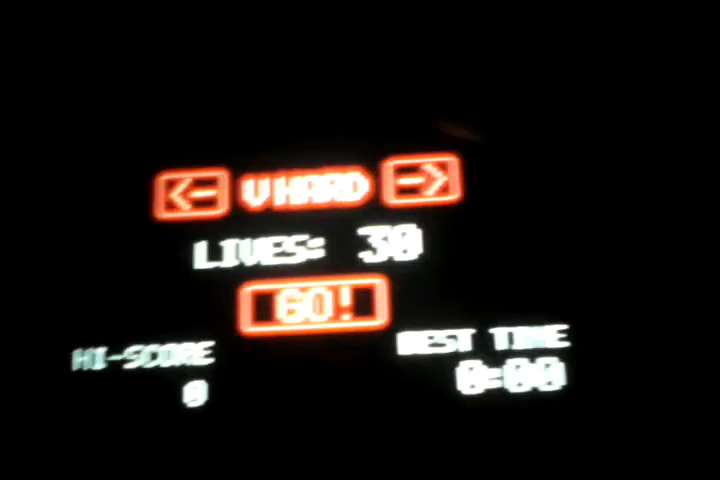 <- VHARD ->
LIVES: 30
GO!
HI-SCORE
0
BEST TIME
0:00